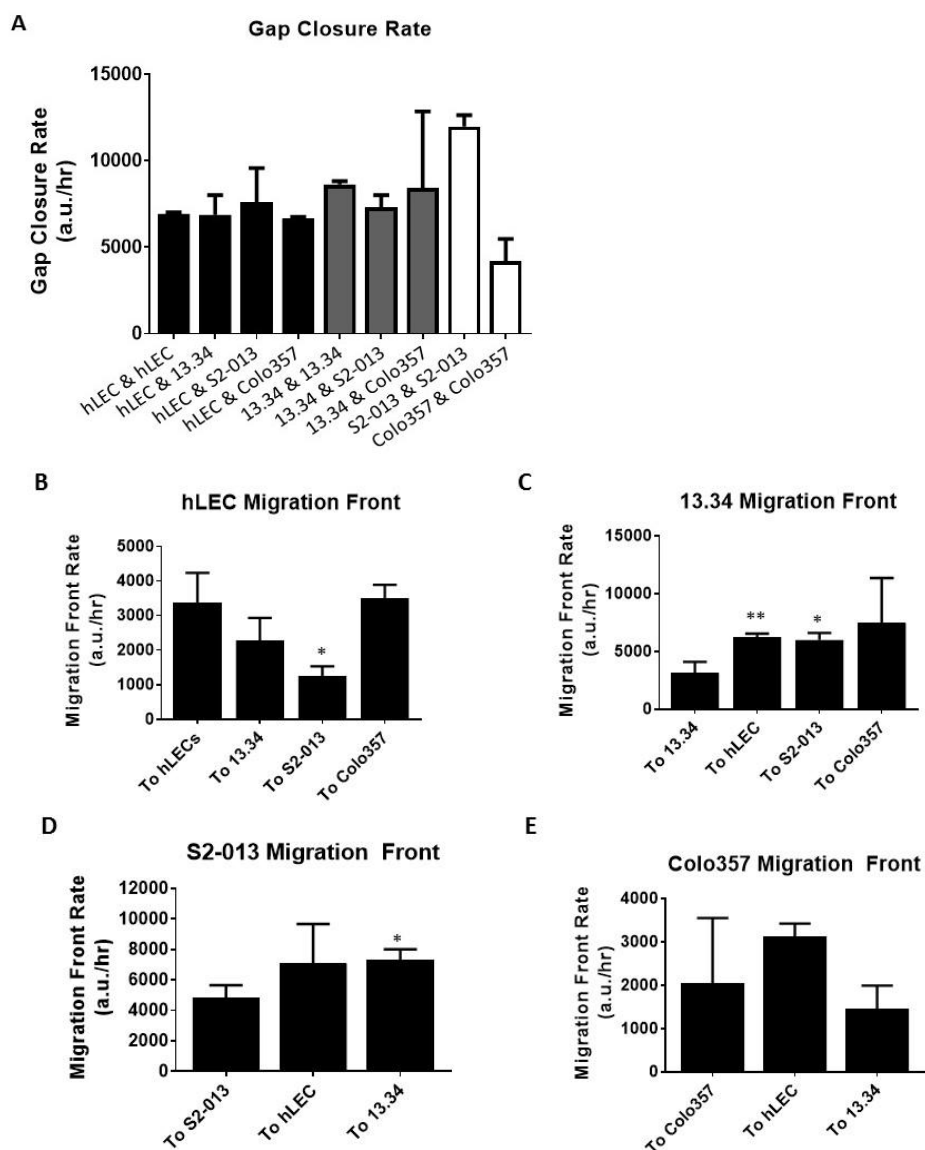 A
Gap Closure Rate
Gap Closure Rate
(a.u./hr)
15000
10000
5000
0
hLEC & hLEC
hLEC & 13.34
hLEC & S2-013
hLEC & Colo357
13.34 & 13.34
13.34 & S2-013
13.34 & Colo357
S2-013 & S2-013
Colo357 & Colo357
B
hLEC Migration Front
Migration Front Rate
(a.u./hr)
5000
4000
3000
2000
1000
0
*
To hLECs
To 13.34
To S2-013
To Colo357
C
13.34 Migration Front
Migration Front Rate
(a.u./hr)
15000
10000
5000
0
**
*
To 13.34
To hLEC
To S2-013
To Colo357
D
S2-013 Migration Front
Migration Front Rate
(a.u./hr)
12000
10000
8000
6000
4000
2000
0
*
To S2-013
To hLEC
To 13.34
E
Colo357 Migration Front
Migration Front Rate
(a.u./hr)
4000
3000
2000
1000
0
To Colo357
To hLEC
To 13.34